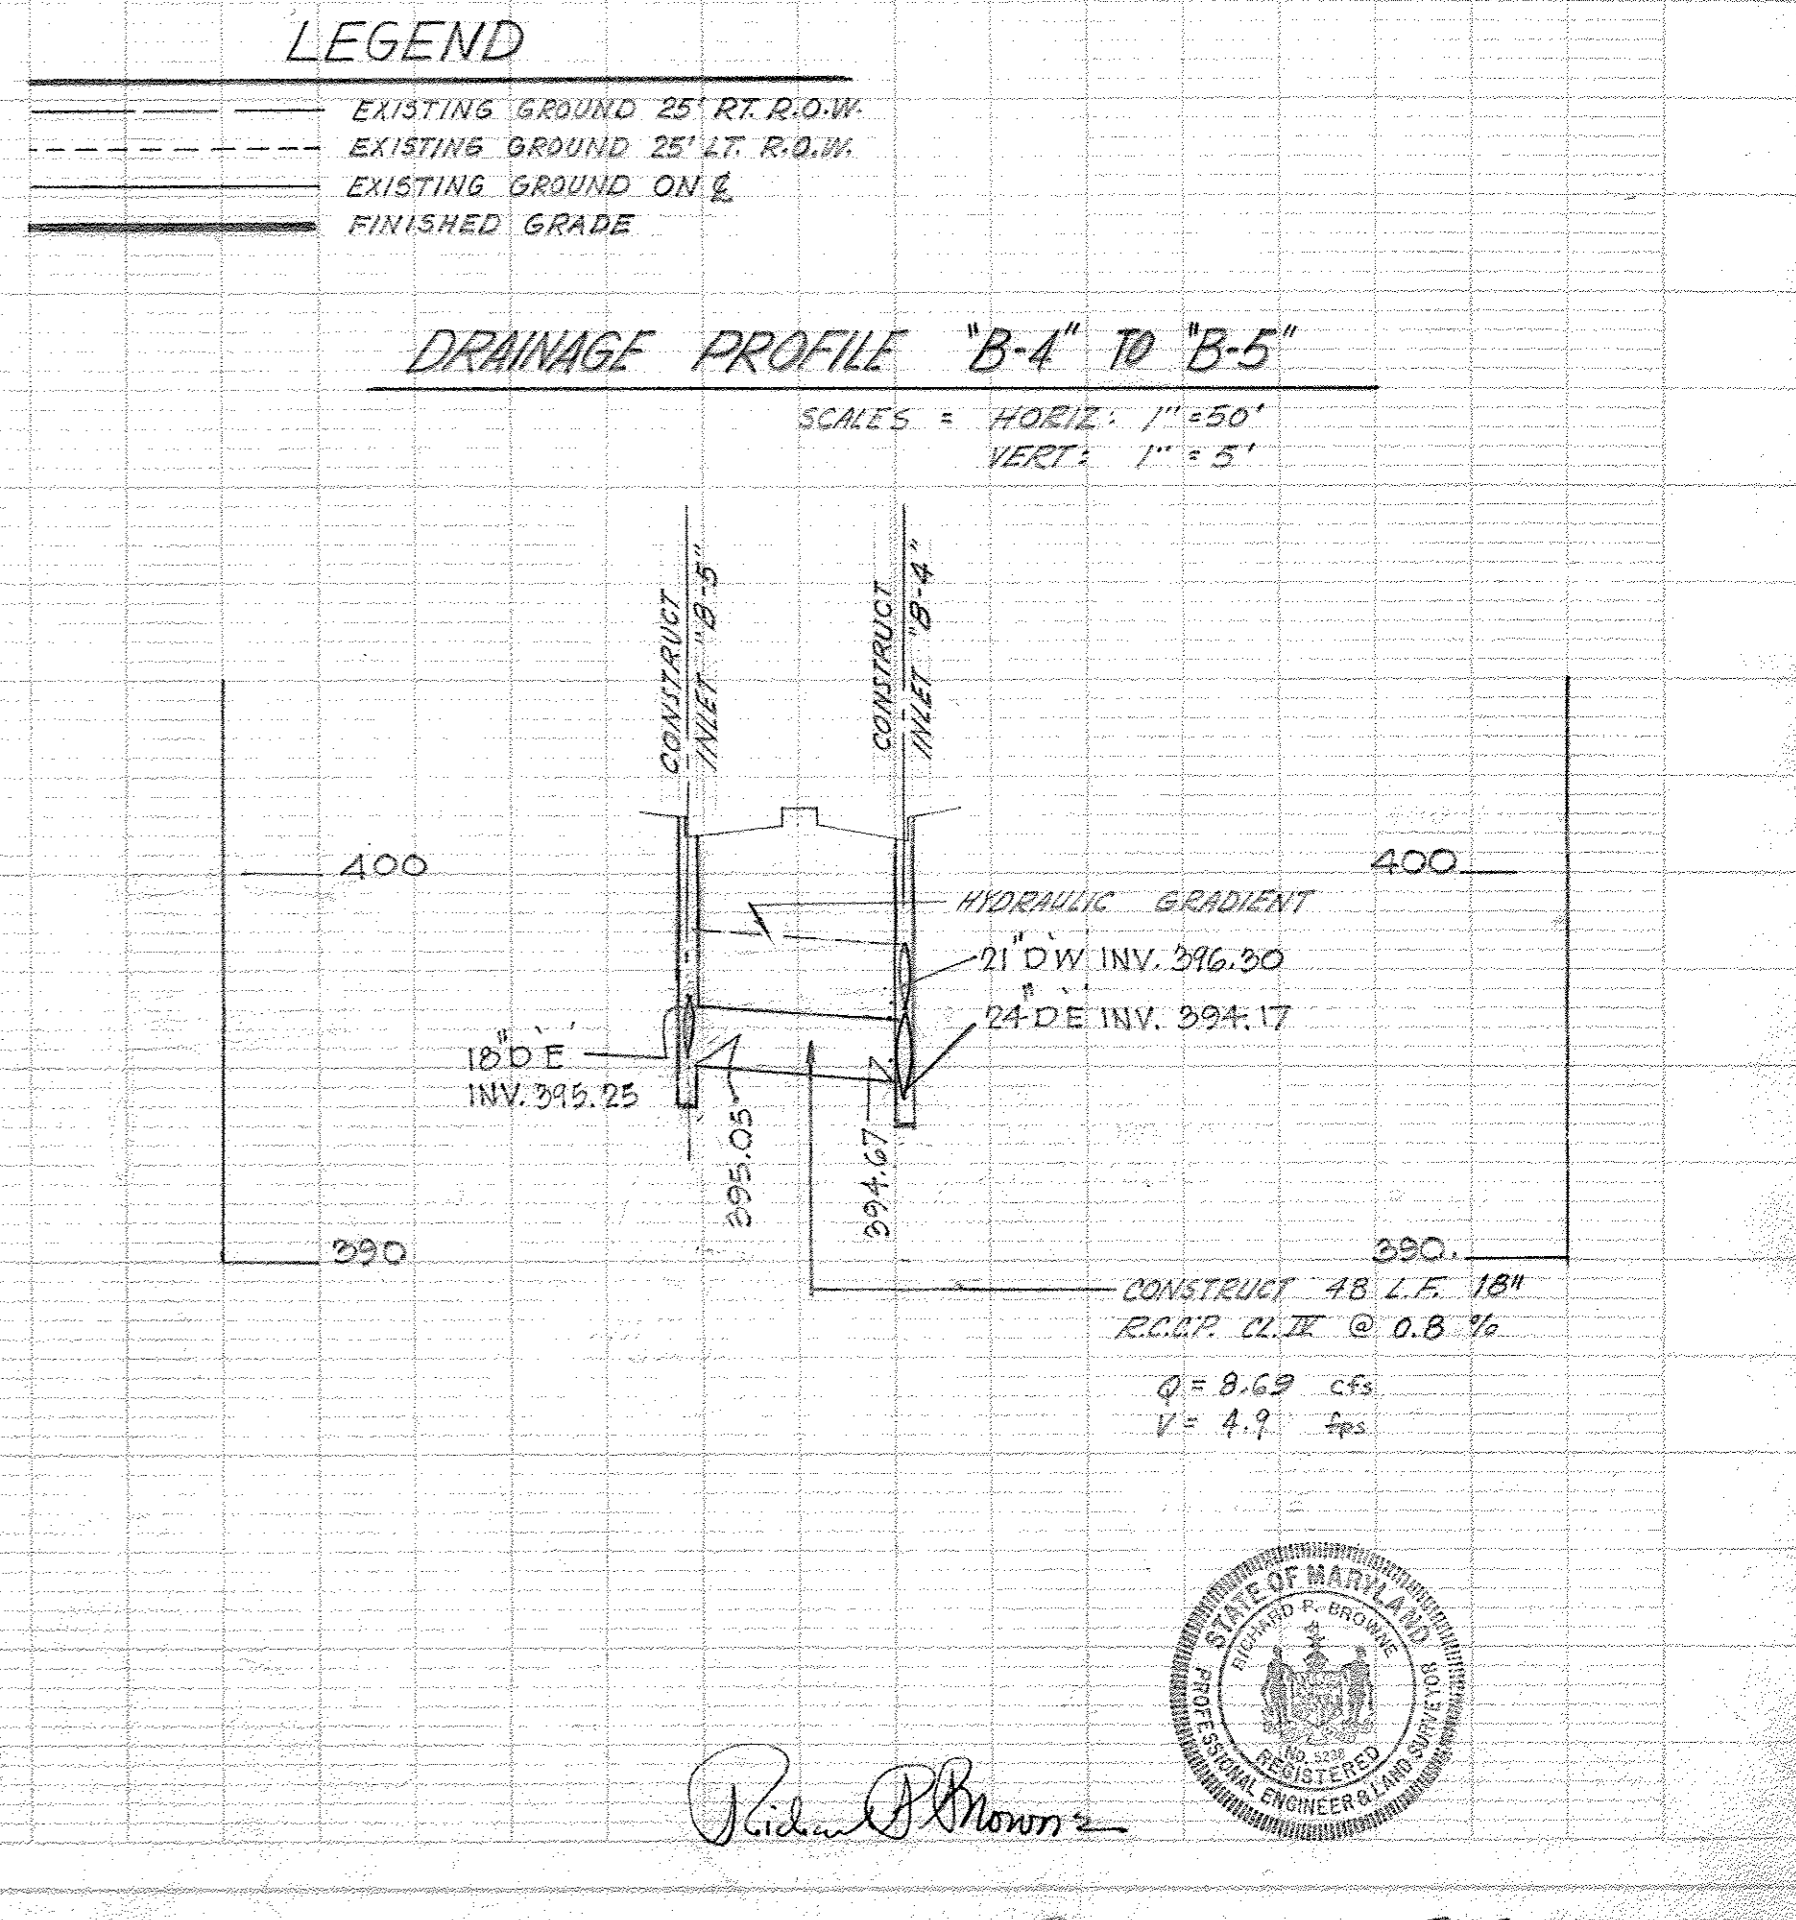 LEGEND
EXISTING GROUND 25' RT. R.O.W.
EXISTING GROUND 25' LT. R.O.W.
EXISTING GROUND ON ℄
FINISHED GRADE
DRAINAGE PROFILE "B-4" TO "B-5"
SCALES = HORIZ: 1" = 50'
VERT: 1" = 5'
CONSTRUCT
INLET "B-5"
CONSTRUCT
INLET "B-4"
400
400
HYDRAULIC GRADIENT
21"D`W INV. 396.30
24"D`E' INV. 394.17
18"D`E'
INV. 395.25
395.05
394.67
390
390.
CONSTRUCT 48 L.F. 18"
R.C.C.P. CL. IV @ 0.8 %
Q = 8.69 cfs
V = 4.9 fps
STATE OF MARYLAND
RICHARD P. BROWNE
NO. 5238
REGISTERED
PROFESSIONAL ENGINEER & LAND SURVEYOR
Richard P Browne